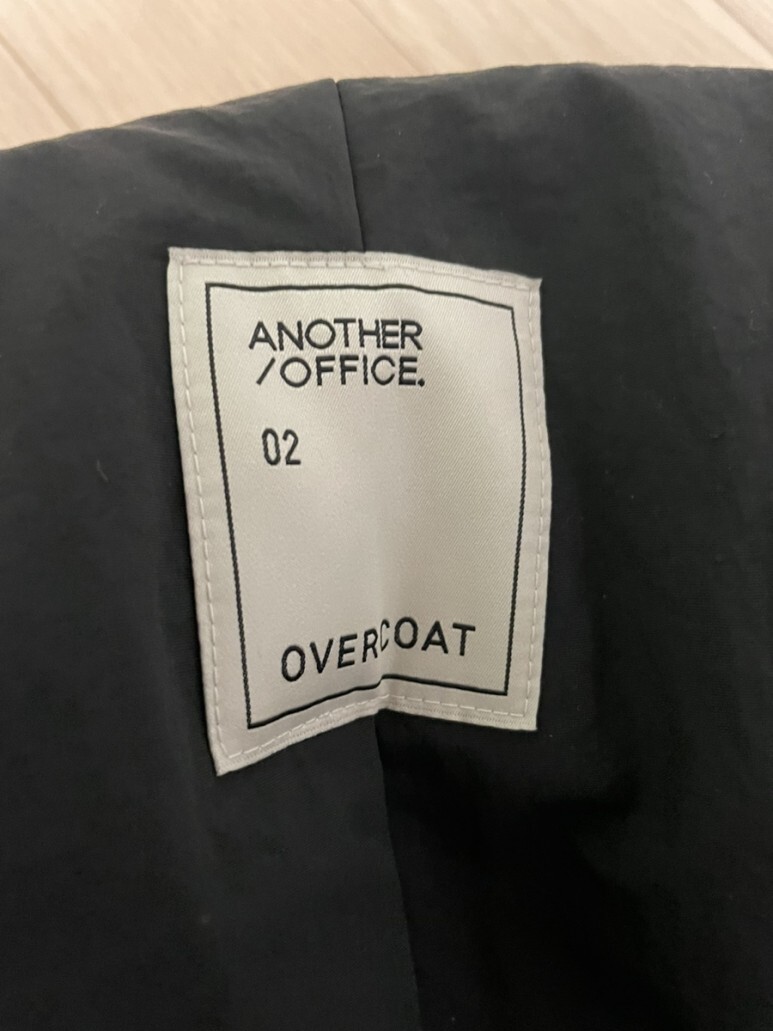 ANOTHER
/OFFICE.
02
OVERCOAT